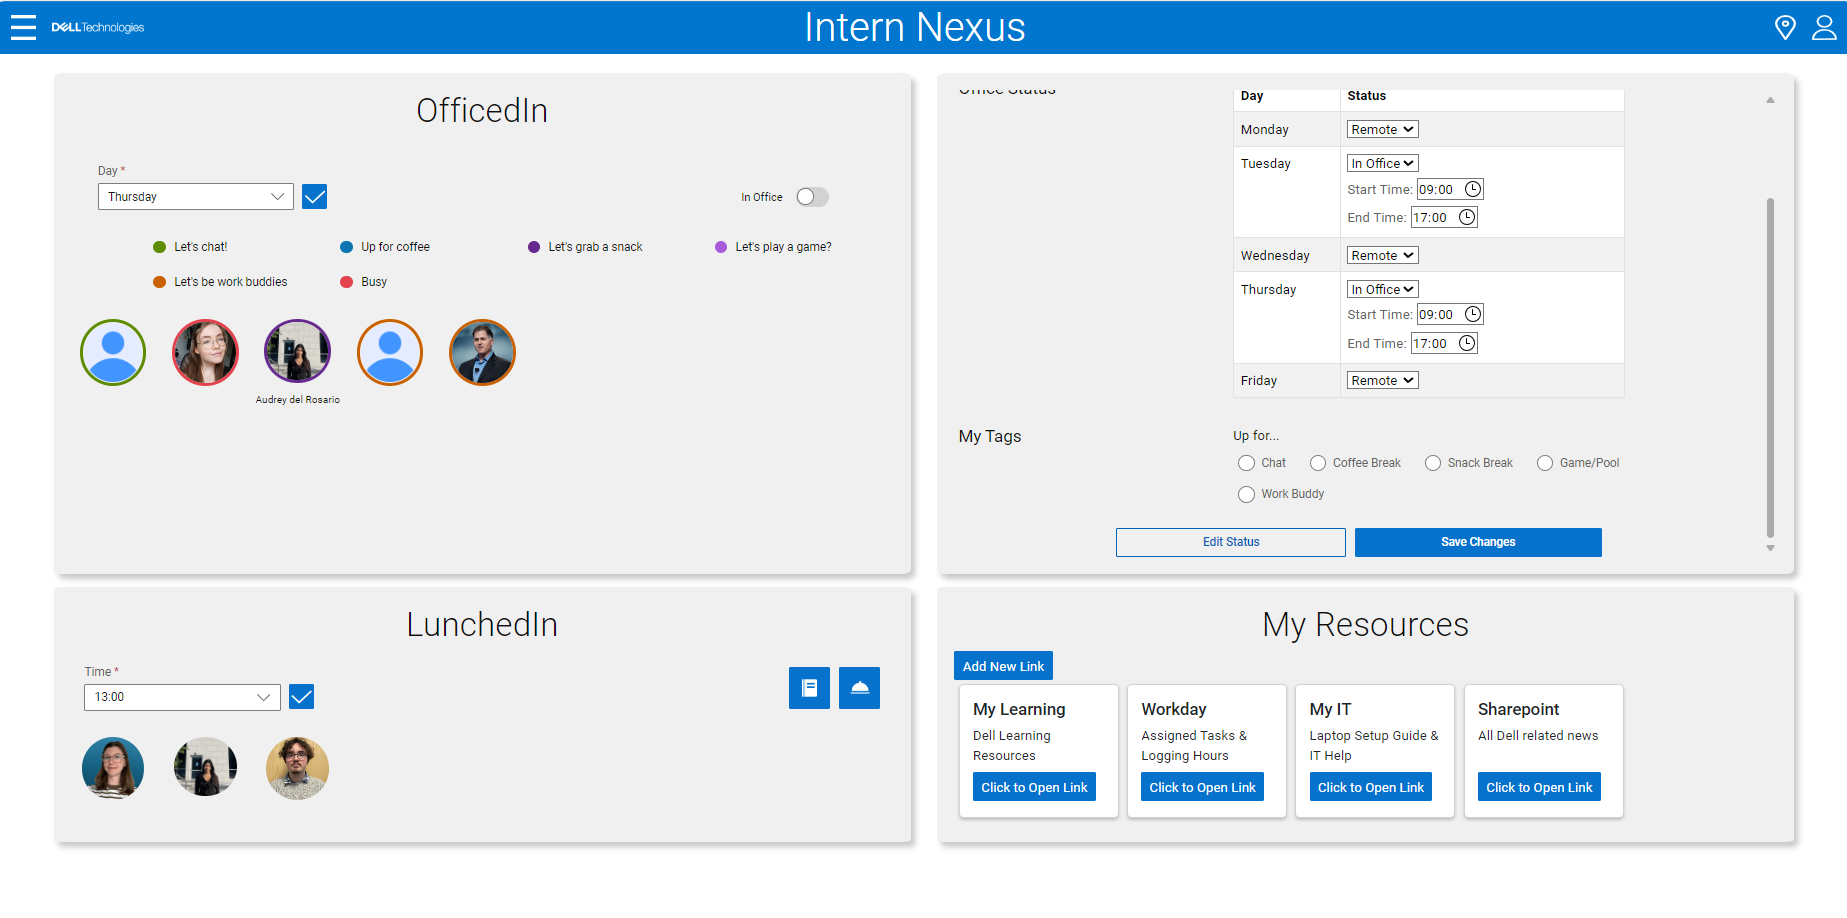 DELL Technologies
Intern Nexus
OfficedIn
Day *
Thursday
In Office
Let's chat!
Up for coffee
Let's grab a snack
Let's play a game?
Let's be work buddies
Busy
Audrey del Rosario
Office Status
Day Status
Monday Remote
Tuesday In Office
Start Time: 09:00
End Time: 17:00
Wednesday Remote
Thursday In Office
Start Time: 09:00
End Time: 17:00
Friday Remote
My Tags
Up for...
Chat Coffee Break Snack Break Game/Pool
Work Buddy
Edit Status Save Changes
LunchedIn
Time *
13:00
My Resources
Add New Link
My Learning
Dell Learning
Resources
Click to Open Link
Workday
Assigned Tasks &
Logging Hours
Click to Open Link
My IT
Laptop Setup Guide &
IT Help
Click to Open Link
Sharepoint
All Dell related news
Click to Open Link